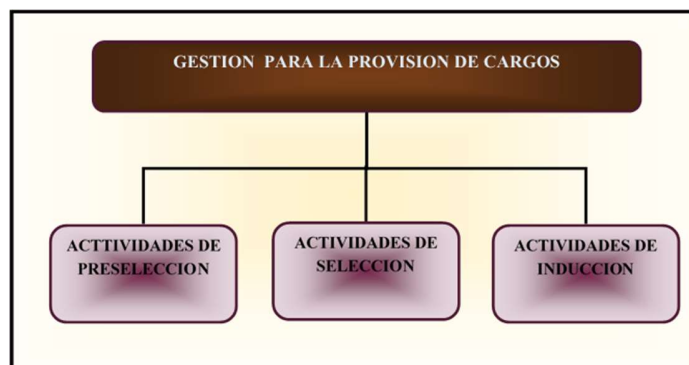 GESTION PARA LA PROVISION DE CARGOS
ACTTIVIDADES DE
PRESELECCION
ACTIVIDADES DE
SELECCION
ACTIVIDADES DE
INDUCCION